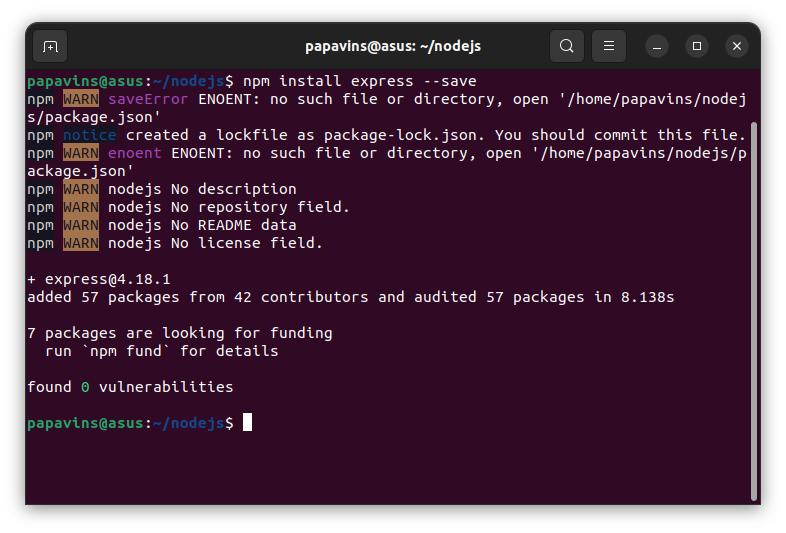 papavins@asus: ~/nodejs
papavins@asus:~/nodejs$ npm install express --save
npm WARN saveError ENOENT: no such file or directory, open '/home/papavins/nodej
s/package.json'
npm notice created a lockfile as package-lock.json. You should commit this file.
npm WARN enoent ENOENT: no such file or directory, open '/home/papavins/nodejs/p
ackage.json'
npm WARN nodejs No description
npm WARN nodejs No repository field.
npm WARN nodejs No README data
npm WARN nodejs No license field.
+ express@4.18.1
added 57 packages from 42 contributors and audited 57 packages in 8.138s
7 packages are looking for funding
  run `npm fund` for details
found 0 vulnerabilities
papavins@asus:~/nodejs$